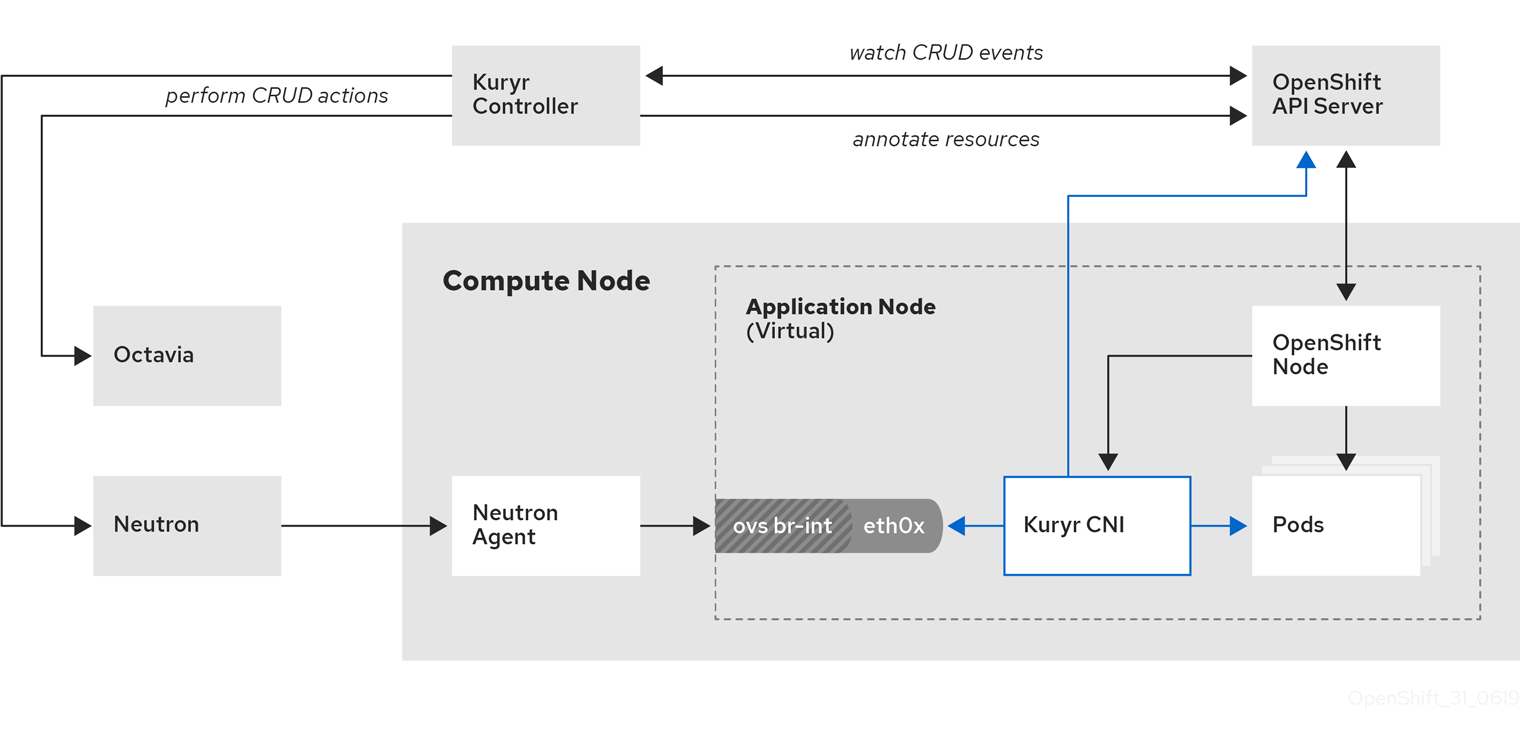 watch CRUD events
Kuryr
Controller
OpenShift
API Server
perform CRUD actions
annotate resources
Compute Node
Application Node
(Virtual)
Octavia
OpenShift
Node
Neutron
Neutron
Agent
ovs br-int
eth0x
Kuryr CNI
Pods
OpenShift_31_0619